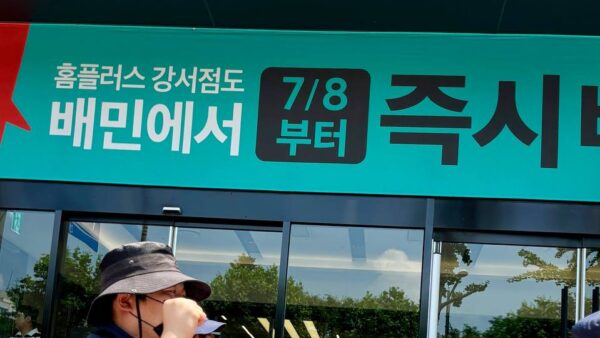 홈플러스 강서점도
배민에서
7/8
부터
즉시